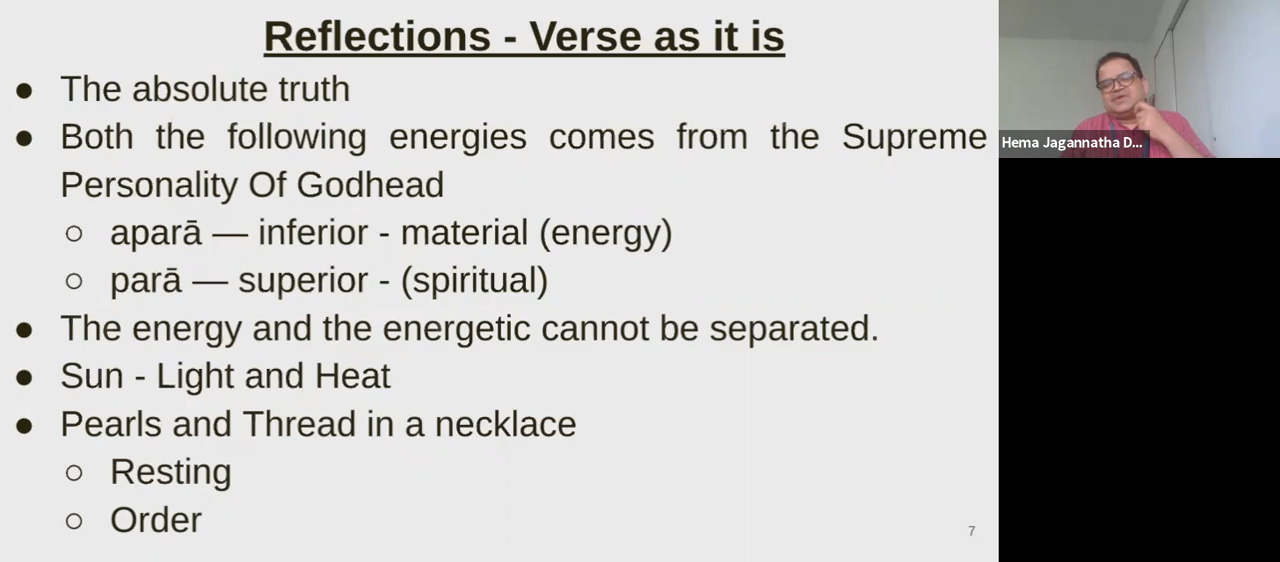 Reflections - Verse as it is
● The absolute truth
● Both the following energies comes from the Supreme
Personality Of Godhead
○ aparā — inferior - material (energy)
○ parā — superior - (spiritual)
● The energy and the energetic cannot be separated.
● Sun - Light and Heat
● Pearls and Thread in a necklace
○ Resting
○ Order
7
Hema Jagannatha D...